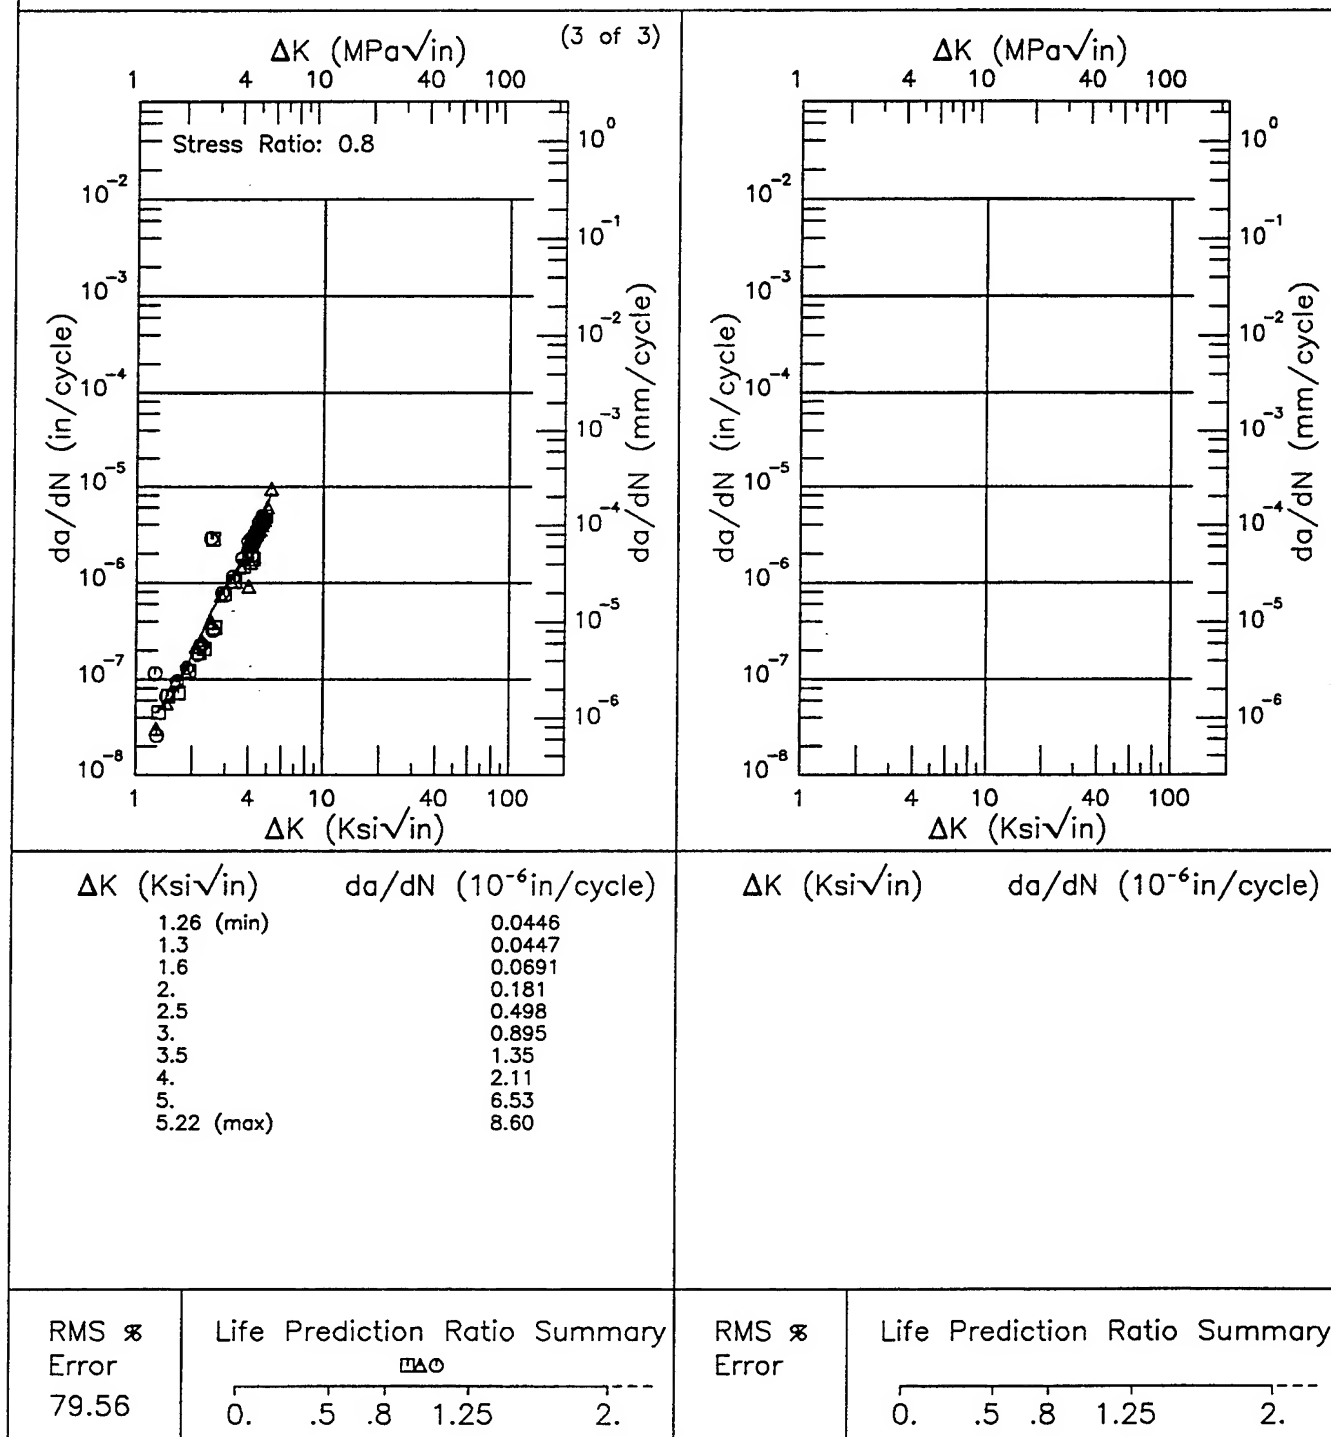 (3 of 3)
ΔK (MPa√in)
1 4 10 40 100
Stress Ratio: 0.8
10⁰
10⁻²
10⁻¹
10⁻³
10⁻²
10⁻⁴
10⁻³
10⁻⁵
10⁻⁴
10⁻⁶
10⁻⁵
10⁻⁷
10⁻⁶
10⁻⁸
da/dN (in/cycle)
da/dN (mm/cycle)
1 4 10 40 100
ΔK (Ksi√in)
ΔK (MPa√in)
1 4 10 40 100
10⁰
10⁻²
10⁻¹
10⁻³
10⁻²
10⁻⁴
10⁻³
10⁻⁵
10⁻⁴
10⁻⁶
10⁻⁵
10⁻⁷
10⁻⁶
10⁻⁸
da/dN (in/cycle)
da/dN (mm/cycle)
1 4 10 40 100
ΔK (Ksi√in)
ΔK (Ksi√in) da/dN (10⁻⁶in/cycle)
1.26 (min) 0.0446
1.3 0.0447
1.6 0.0691
2. 0.181
2.5 0.498
3. 0.895
3.5 1.35
4. 2.11
5. 6.53
5.22 (max) 8.60
ΔK (Ksi√in) da/dN (10⁻⁶in/cycle)
RMS %
Error
79.56
Life Prediction Ratio Summary
0. .5 .8 1.25 2.
RMS %
Error
Life Prediction Ratio Summary
0. .5 .8 1.25 2.